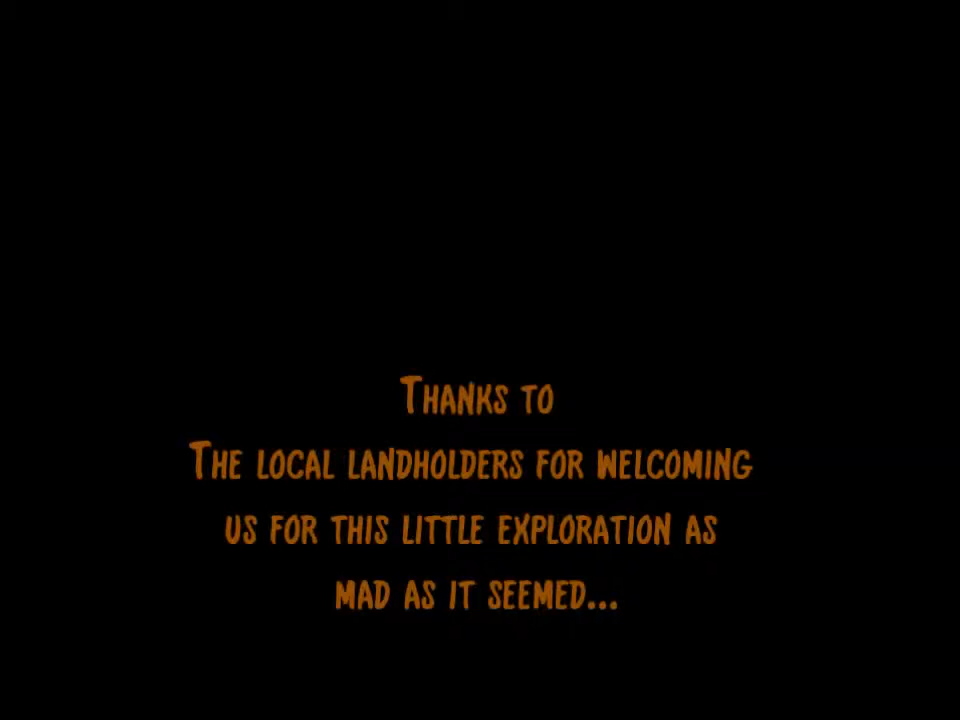 Thanks to
The local landholders for welcoming
us for this little exploration as
mad as it seemed...